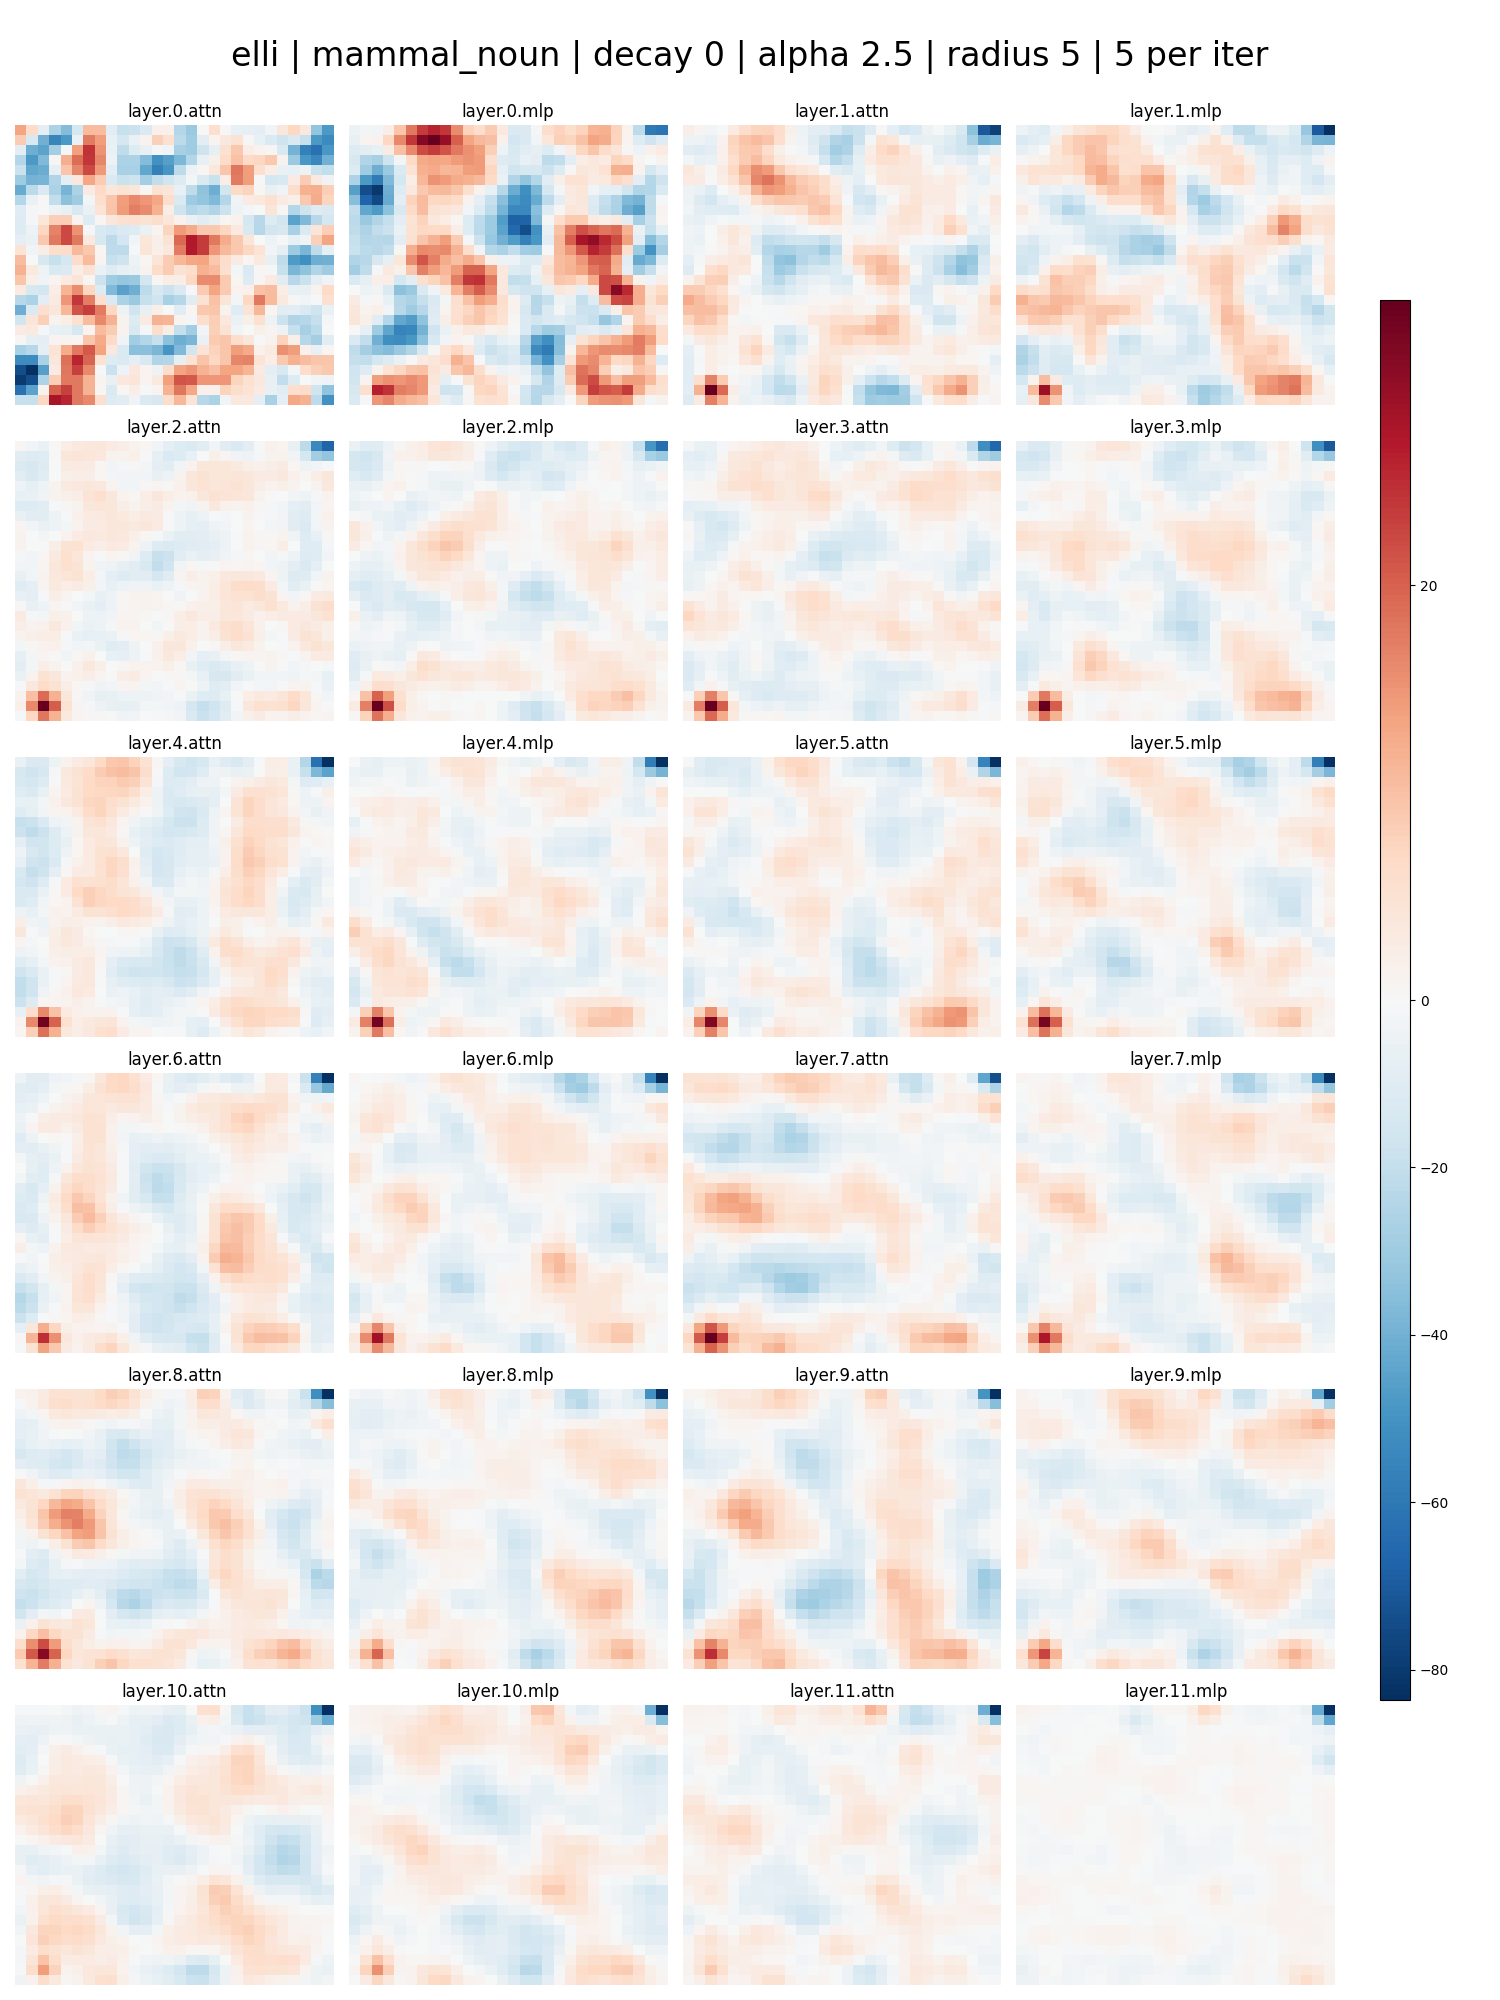 elli | mammal_noun | decay 0 | alpha 2.5 | radius 5 | 5 per iter
layer.0.attn layer.0.mlp layer.1.attn layer.1.mlp
layer.2.attn layer.2.mlp layer.3.attn layer.3.mlp
layer.4.attn layer.4.mlp layer.5.attn layer.5.mlp
layer.6.attn layer.6.mlp layer.7.attn layer.7.mlp
layer.8.attn layer.8.mlp layer.9.attn layer.9.mlp
layer.10.attn layer.10.mlp layer.11.attn layer.11.mlp
20
0
−20
−40
−60
−80